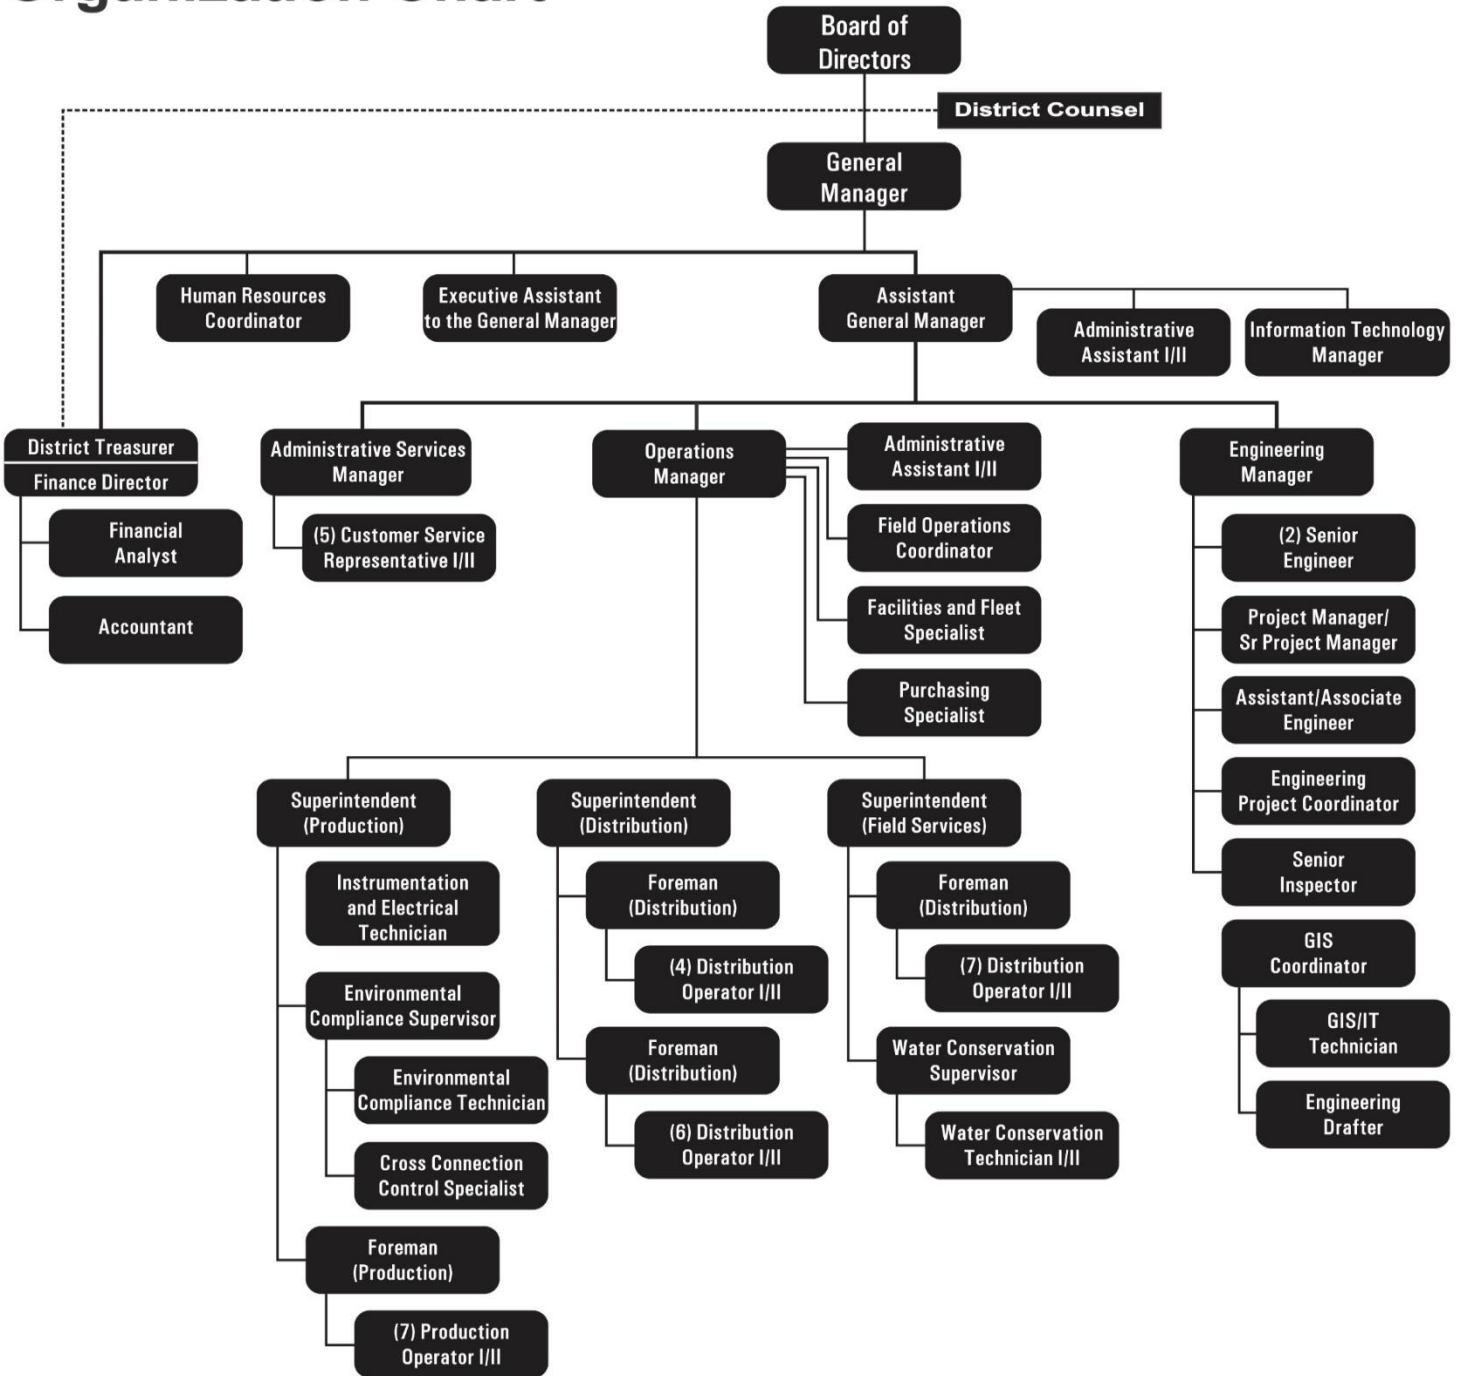 Organization Chart
Board of
Directors
District Counsel
General
Manager
Human Resources
Coordinator
Executive Assistant
to the General Manager
Assistant
General Manager
Administrative
Assistant I/II
Information Technology
Manager
District Treasurer
Finance Director
Financial
Analyst
Accountant
Administrative Services
Manager
(5) Customer Service
Representative I/II
Operations
Manager
Administrative
Assistant I/II
Field Operations
Coordinator
Facilities and Fleet
Specialist
Purchasing
Specialist
Engineering
Manager
(2) Senior
Engineer
Project Manager/
Sr Project Manager
Assistant/Associate
Engineer
Engineering
Project Coordinator
Senior
Inspector
GIS
Coordinator
GIS/IT
Technician
Engineering
Drafter
Superintendent
(Production)
Instrumentation
and Electrical
Technician
Environmental
Compliance Supervisor
Environmental
Compliance Technician
Cross Connection
Control Specialist
Foreman
(Production)
(7) Production
Operator I/II
Superintendent
(Distribution)
Foreman
(Distribution)
(4) Distribution
Operator I/II
Foreman
(Distribution)
(6) Distribution
Operator I/II
Superintendent
(Field Services)
Foreman
(Distribution)
(7) Distribution
Operator I/II
Water Conservation
Supervisor
Water Conservation
Technician I/II